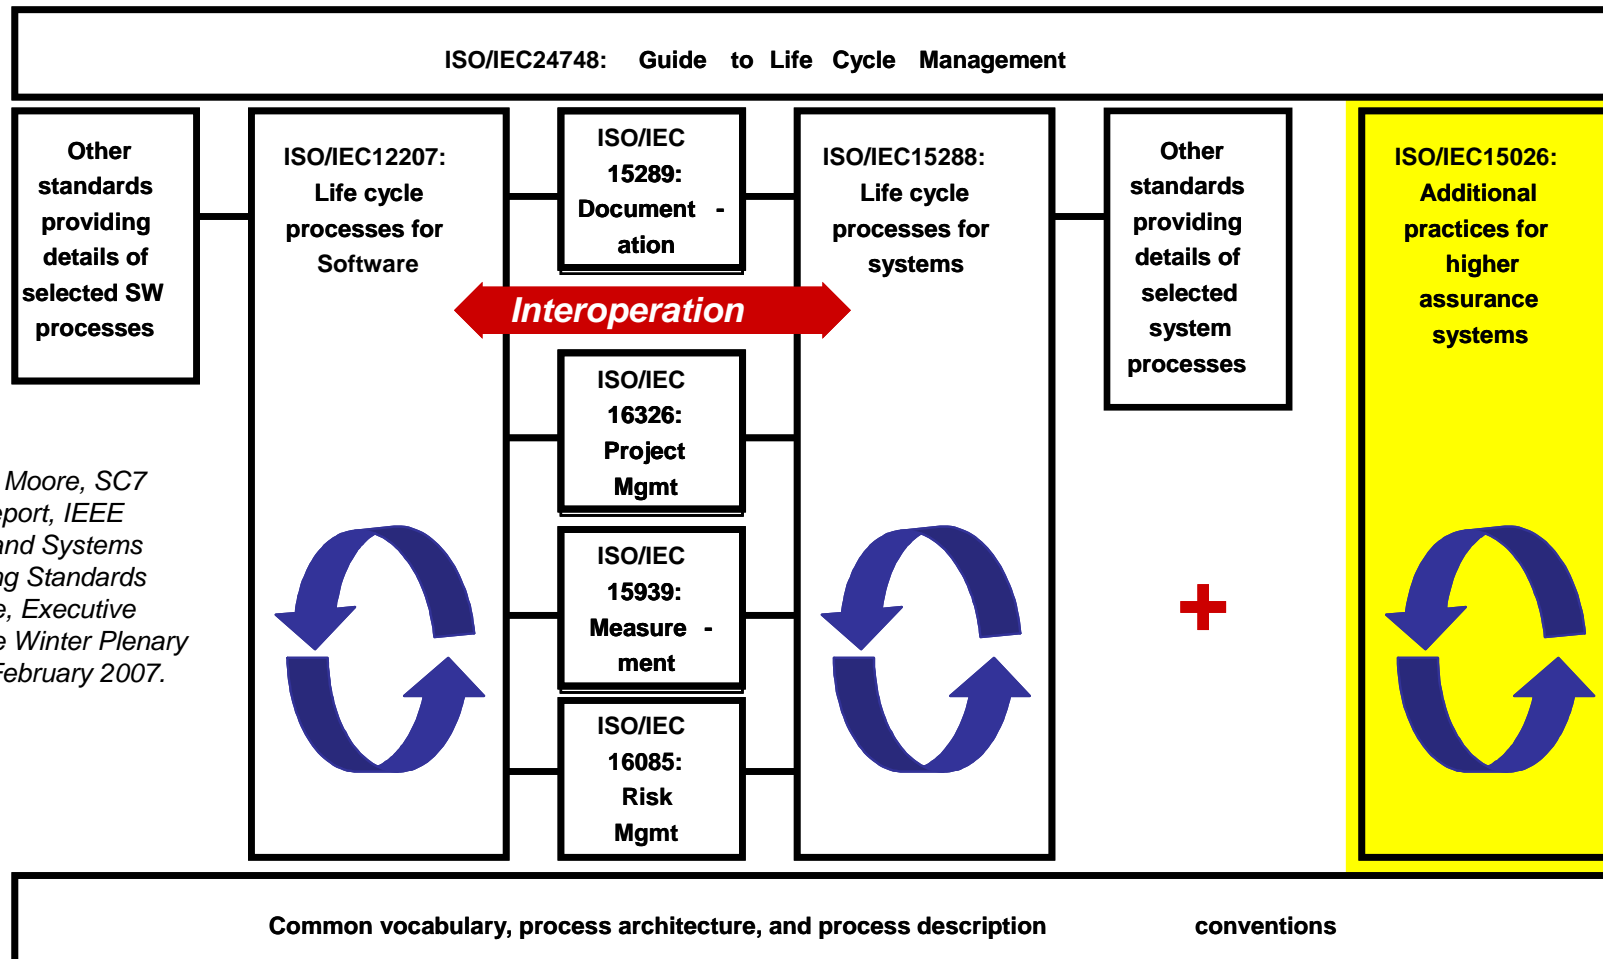 ISO/IEC24748: Guide to Life Cycle Management
Other
standards
providing
details of
selected SW
processes
ISO/IEC12207:
Life cycle
processes for
Software
ISO/IEC
15289:
Document -
ation
ISO/IEC15288:
Life cycle
processes for
systems
Other
standards
providing
details of
selected
system
processes
ISO/IEC15026:
Additional
practices for
higher
assurance
systems
Interoperation
ISO/IEC
16326:
Project
Mgmt
ISO/IEC
15939:
Measure -
ment
ISO/IEC
16085:
Risk
Mgmt
+
Moore, SC7
eport, IEEE
and Systems
ng Standards
e, Executive
e Winter Plenary
February 2007.
Common vocabulary, process architecture, and process description conventions